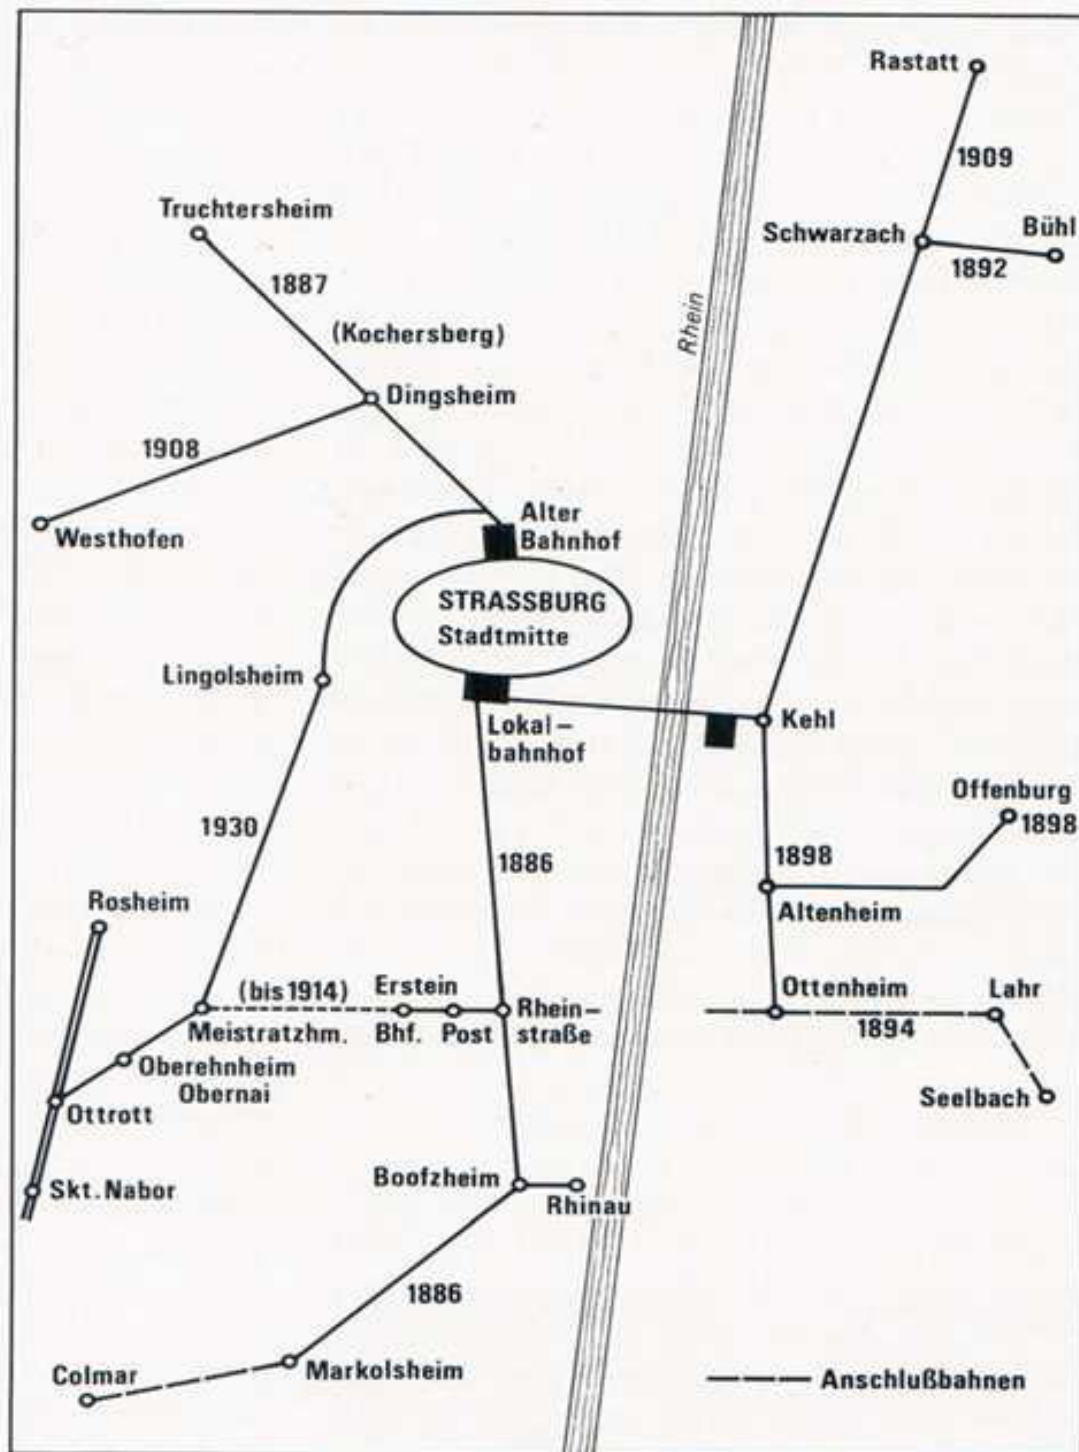 Rastatt
1909
Truchtersheim
Schwarzach
Bühl
1892
1887
Rhein
(Kochersberg)
Dingsheim
1908
Westhofen
Alter
Bahnhof
STRASSBURG
Stadtmitte
Lingolsheim
Lokal–
bahnhof
Kehl
Offenburg
1898
1930
1886
1898
Altenheim
Rosheim
(bis 1914)
Erstein
Meistratzhm.
Bhf.
Post
Rhein–
straße
Ottenheim
Lahr
1894
Oberehnheim
Obernai
Ottrott
Seelbach
Skt. Nabor
Boofzheim
Rhinau
1886
Colmar
Markolsheim
Anschlußbahnen